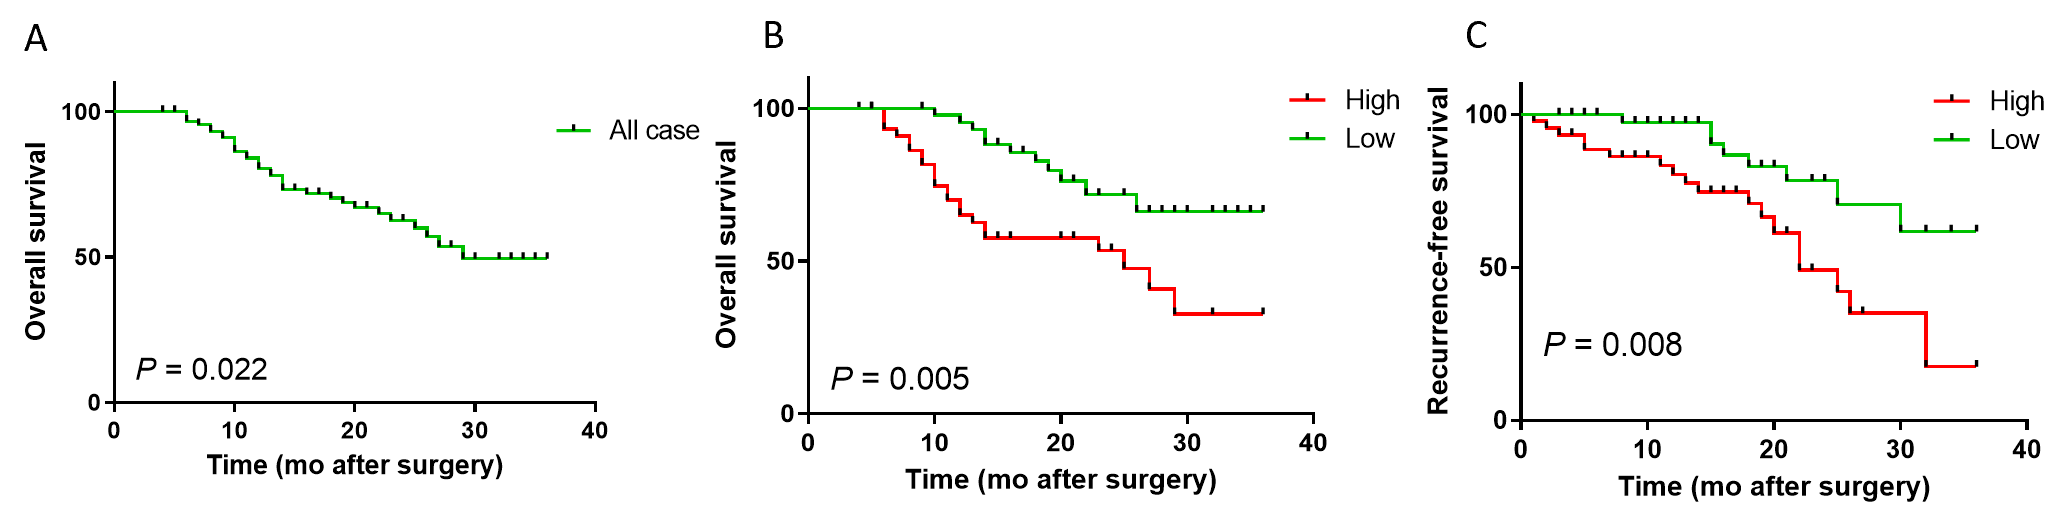 A
Overall survival
100
50
0
0
10
20
30
40
Time (mo after surgery)
All case
P = 0.022
B
Overall survival
100
50
0
0
10
20
30
40
Time (mo after surgery)
High
Low
P = 0.005
C
Recurrence-free survival
100
50
0
0
10
20
30
40
Time (mo after surgery)
High
Low
P = 0.008